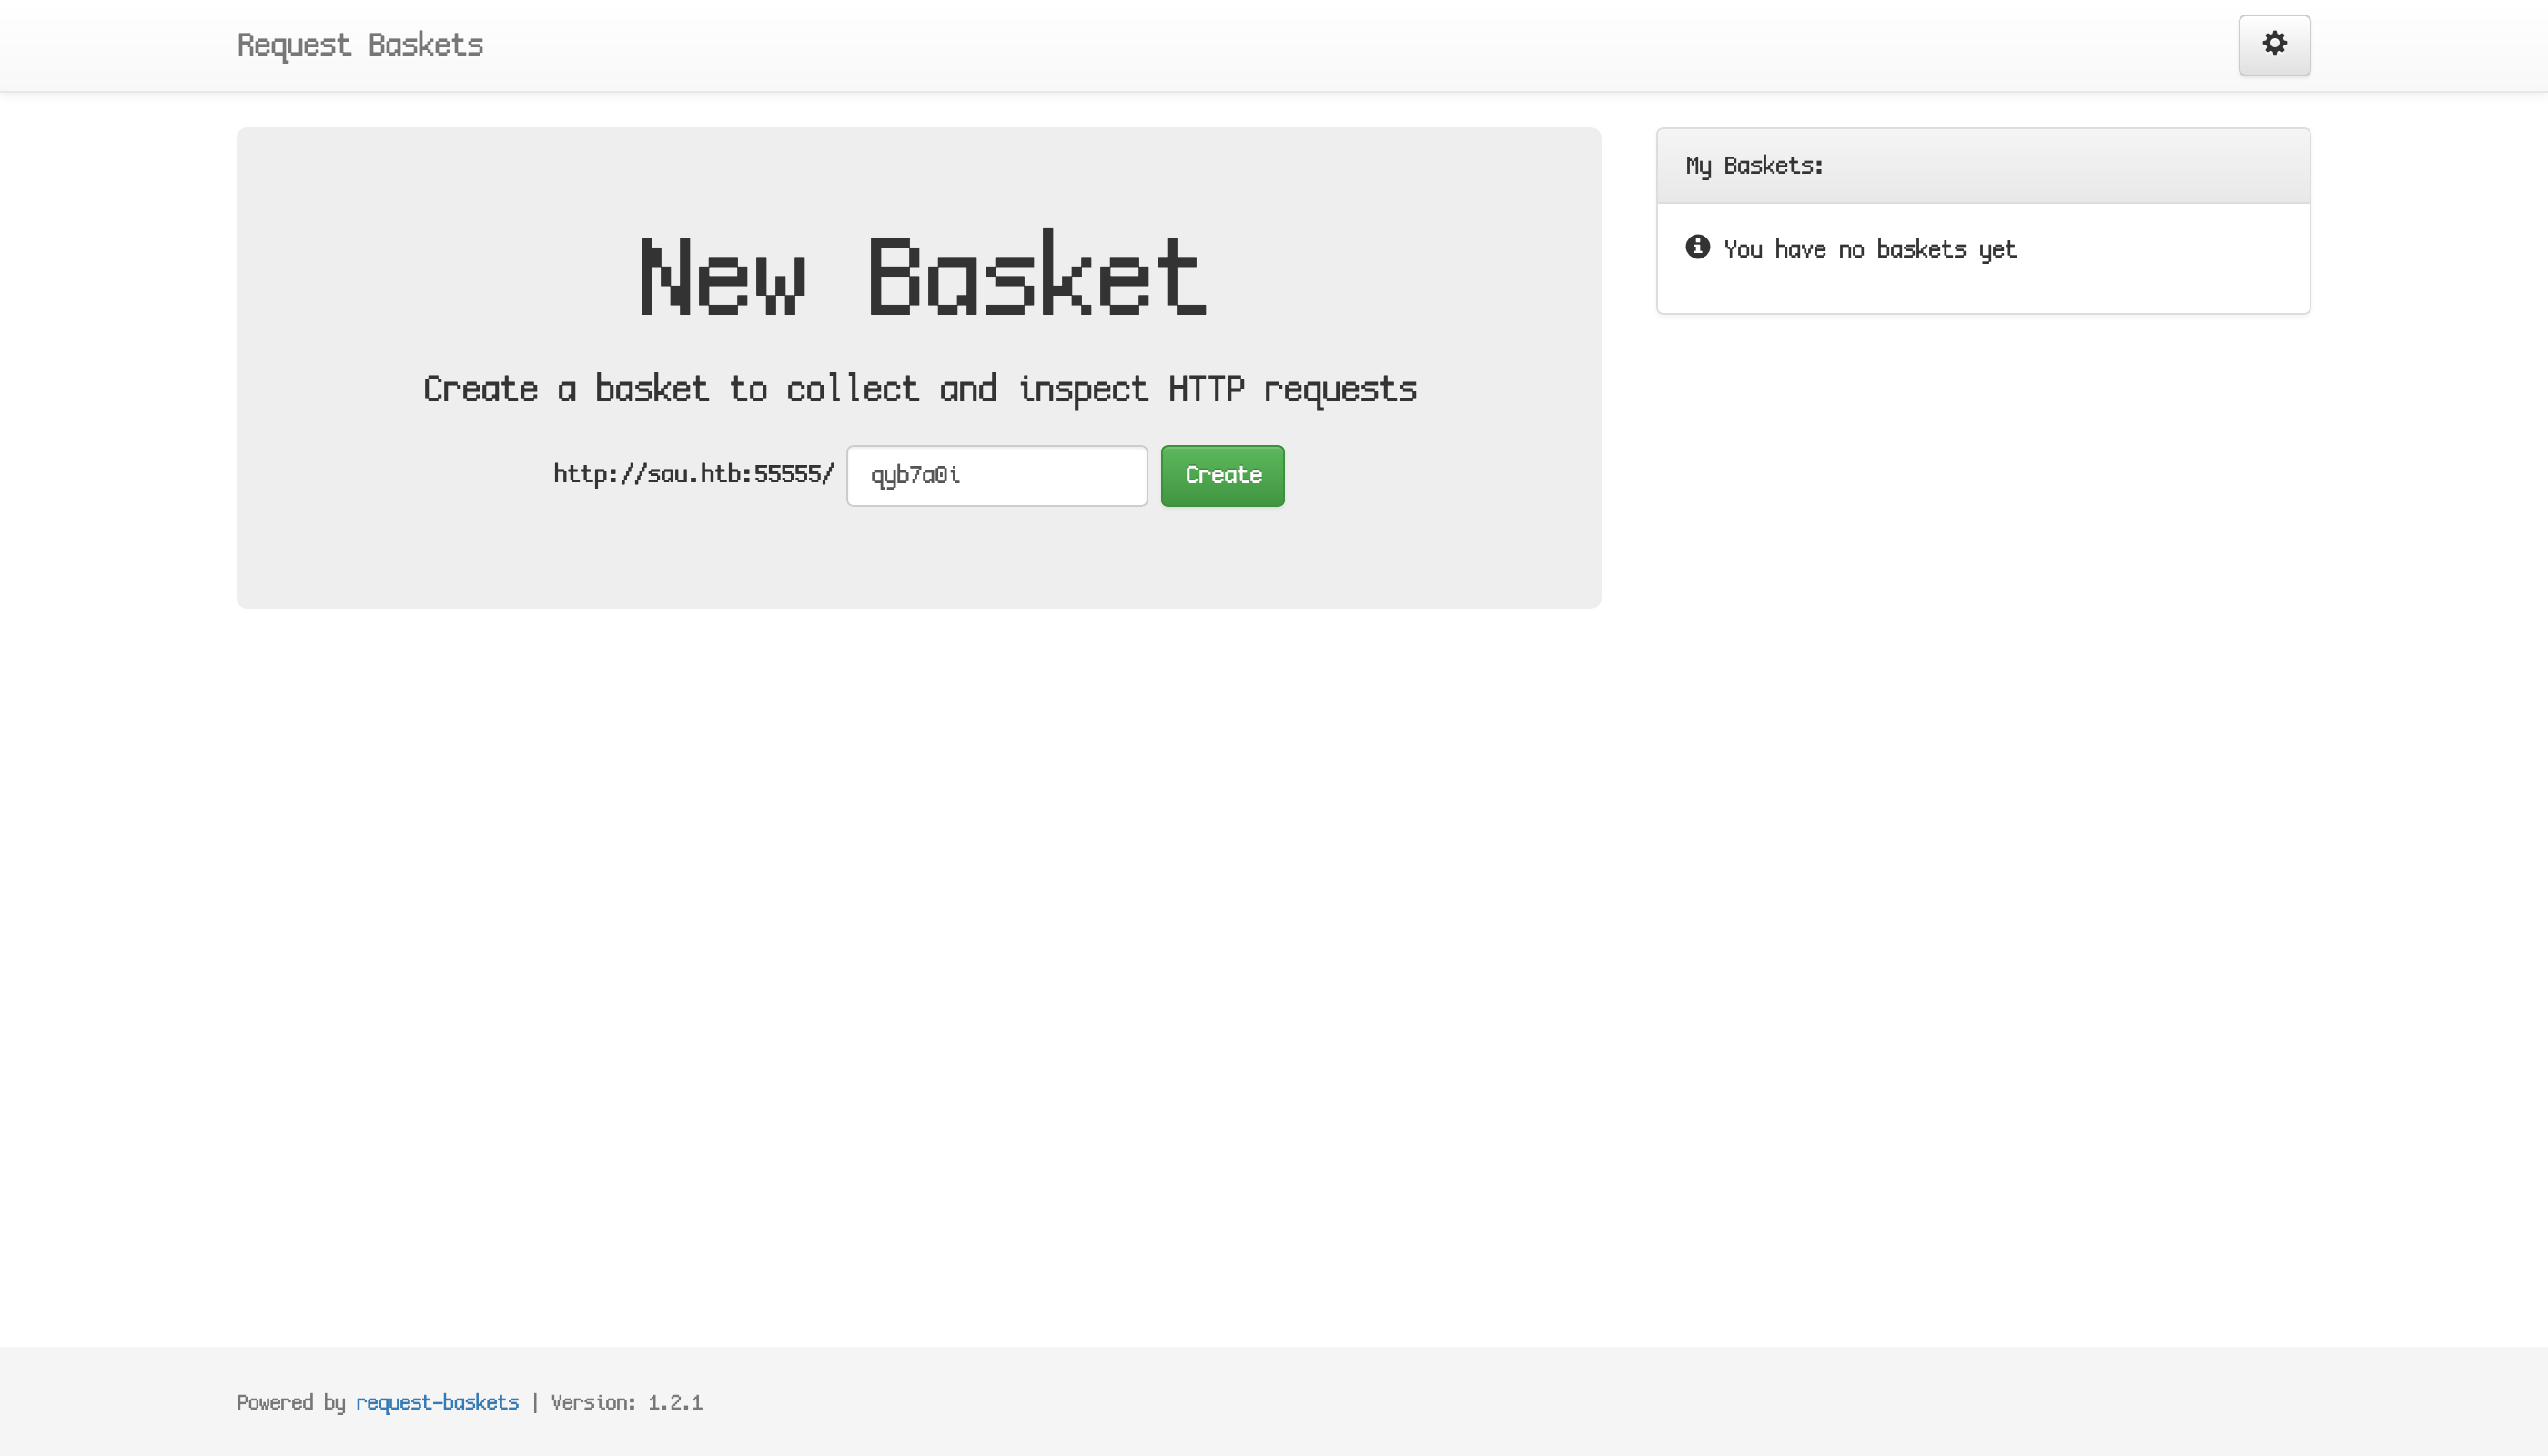 Request Baskets
New Basket
Create a basket to collect and inspect HTTP requests
http://sau.htb:55555/ qyb7a0i Create
My Baskets:
You have no baskets yet
Powered by request-baskets | Version: 1.2.1